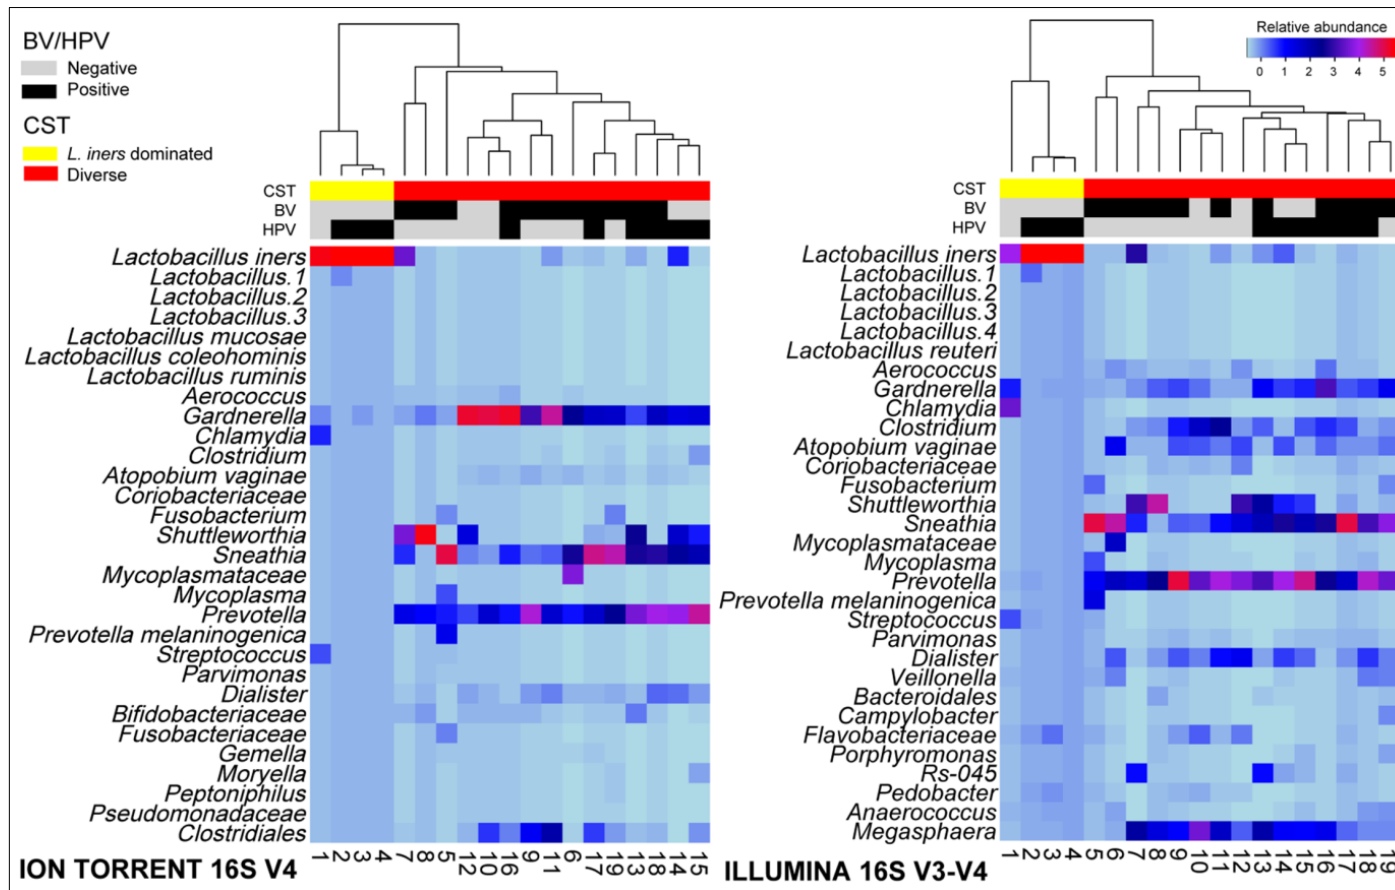 BV/HPV
Negative
Positive
CST
L. iners dominated
Diverse
CST
BV
HPV
Lactobacillus iners
Lactobacillus.1
Lactobacillus.2
Lactobacillus.3
Lactobacillus mucosae
Lactobacillus coleohominis
Lactobacillus ruminis
Aerococcus
Gardnerella
Chlamydia
Clostridium
Atopobium vaginae
Coriobacteriaceae
Fusobacterium
Shuttleworthia
Sneathia
Mycoplasmataceae
Mycoplasma
Prevotella
Prevotella melaninogenica
Streptococcus
Parvimonas
Dialister
Bifidobacteriaceae
Fusobacteriaceae
Gemella
Moryella
Peptoniphilus
Pseudomonadaceae
Clostridiales
1 2 3 4 7 8 5 12 10 16 9 11 6 17 19 13 18 14 15
ION TORRENT 16S V4
Relative abundance
0 1 2 3 4 5
CST
BV
HPV
Lactobacillus iners
Lactobacillus.1
Lactobacillus.2
Lactobacillus.3
Lactobacillus.4
Lactobacillus reuteri
Aerococcus
Gardnerella
Chlamydia
Clostridium
Atopobium vaginae
Coriobacteriaceae
Fusobacterium
Shuttleworthia
Sneathia
Mycoplasmataceae
Mycoplasma
Prevotella
Prevotella melaninogenica
Streptococcus
Parvimonas
Dialister
Veillonella
Bacteroidales
Campylobacter
Flavobacteriaceae
Porphyromonas
Rs-045
Pedobacter
Anaerococcus
Megasphaera
1 2 3 4 5 6 7 8 9 10 11 12 13 14 15 16 17 18 19
ILLUMINA 16S V3-V4